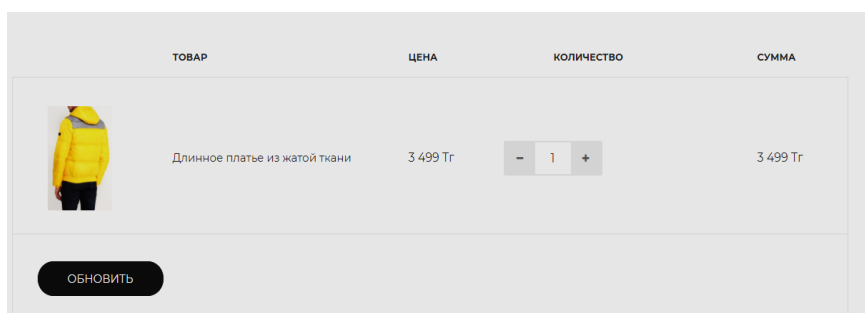 ТОВАР ЦЕНА КОЛИЧЕСТВО СУММА
Длинное платье из жатой ткани 3 499 Тг - 1 + 3 499 Тг
ОБНОВИТЬ